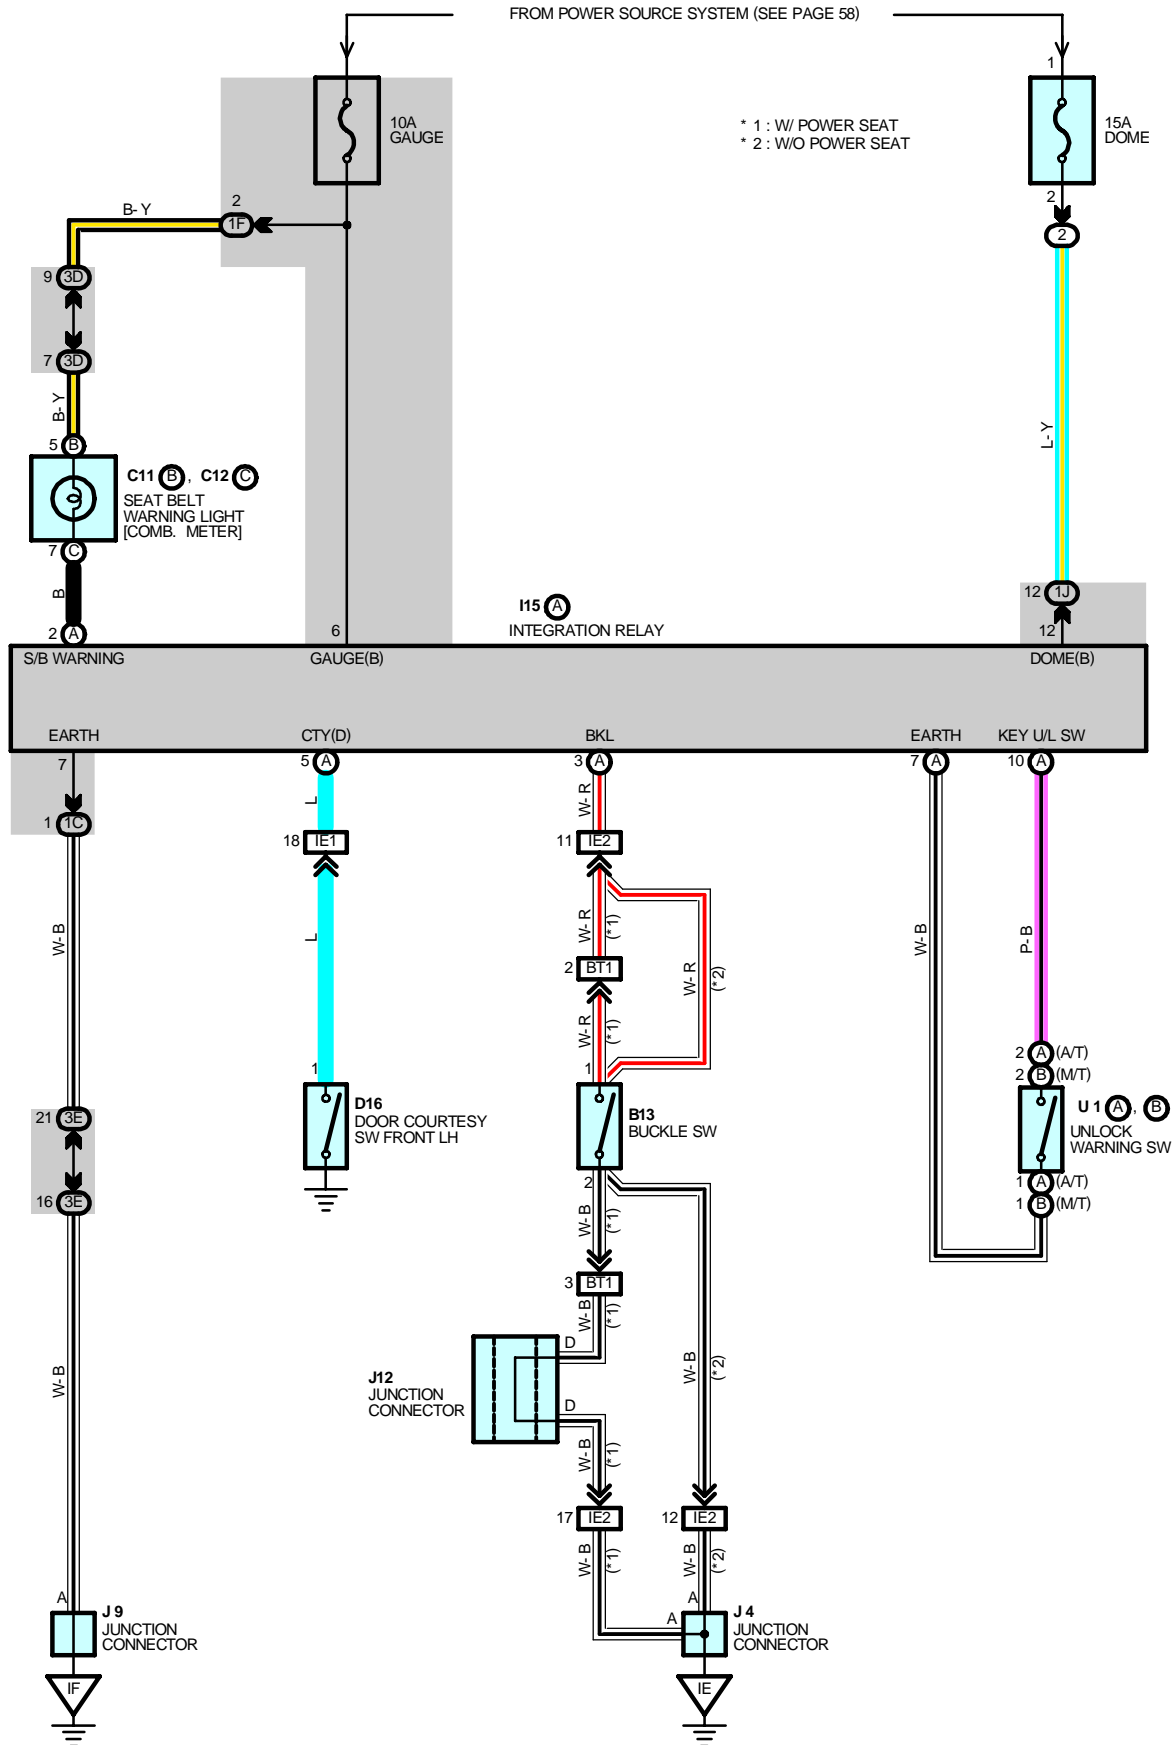 FROM POWER SOURCE SYSTEM (SEE PAGE 58)
1
10A
GAUGE
* 1 : W/ POWER SEAT
* 2 : W/O POWER SEAT
15A
DOME
2
2
B-Y
1F
2
9 3D
7 3D
B-Y
L-Y
5 B
C11 B , C12 C
SEAT BELT
WARNING LIGHT
[COMB. METER]
7 C
B
2 A
I15 A
INTEGRATION RELAY
6
12 1J
12
S/B WARNING
GAUGE(B)
DOME(B)
EARTH
CTY(D)
BKL
EARTH
KEY U/L SW
7
5 A
3 A
7 A
10 A
1 1C
L
W-R
18 IE1
11 IE2
W-B
L
W-R
(*1)
W-R
(*2)
W-B
P-B
2 BT1
W-R
(*1)
2 A (A/T)
2 B (M/T)
1
1
21 3E
D16
DOOR COURTESY
SW FRONT LH
B13
BUCKLE SW
U 1 A , B
UNLOCK
WARNING SW
16 3E
2
1 A (A/T)
1 B (M/T)
W-B
(*1)
3 BT1
W-B
(*1)
D
W-B
J12
JUNCTION
CONNECTOR
W-B
(*2)
D
W-B
(*1)
17 IE2
12 IE2
W-B
(*1)
W-B
(*2)
A
J 9
JUNCTION
CONNECTOR
A
A
J 4
JUNCTION
CONNECTOR
IF
IE